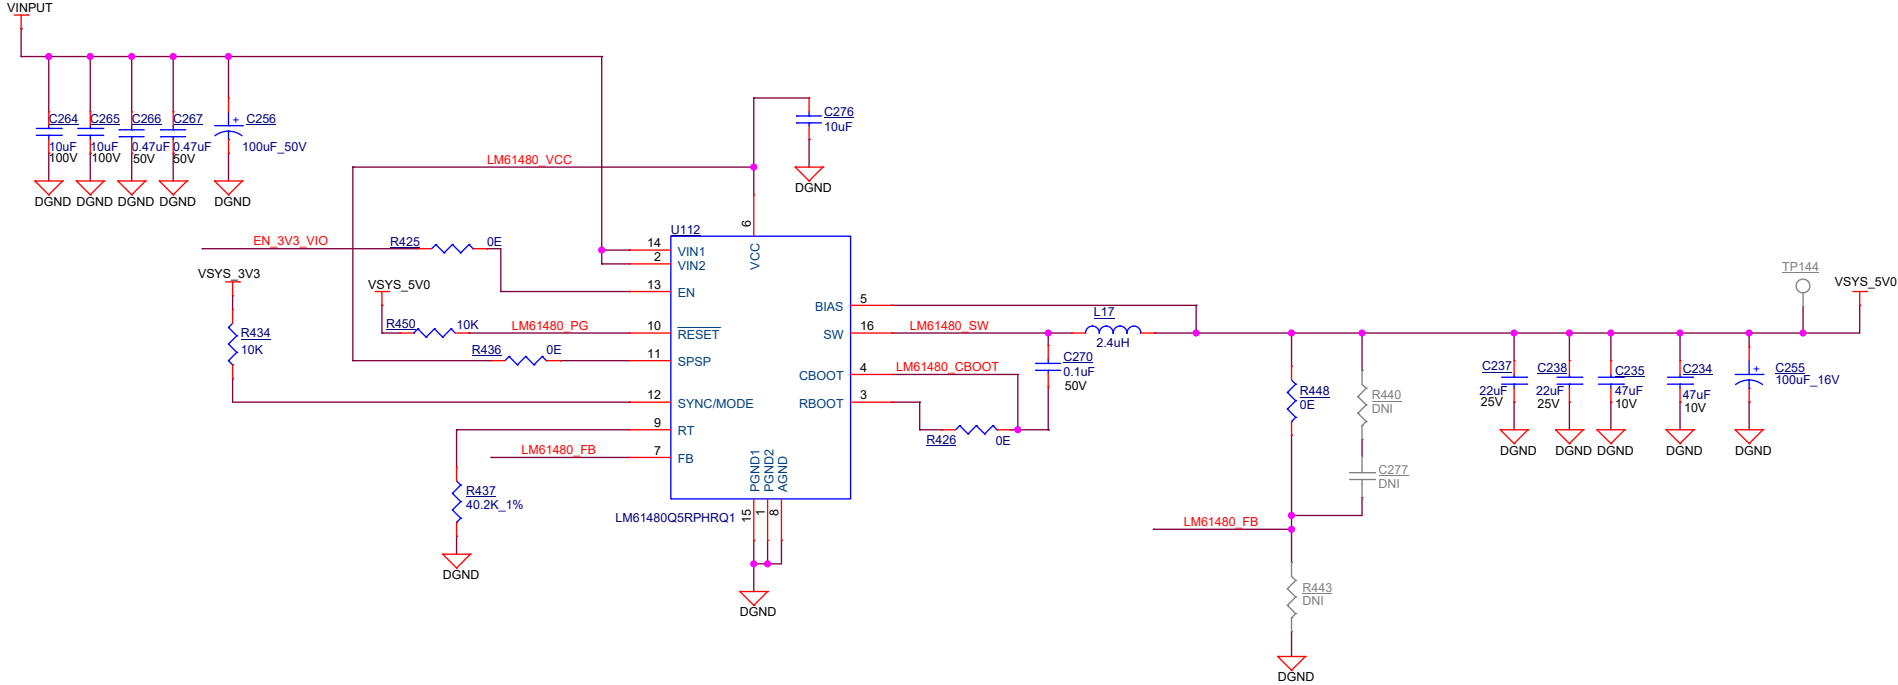 VINPUT
C264
10uF
100V
C265
10uF
100V
C266
0.47uF
50V
C267
0.47uF
50V
+
C256
100uF_50V
DGND
DGND
DGND
DGND
DGND
C276
10uF
DGND
LM61480_VCC
EN_3V3_VIO
R425
0E
VSYS_3V3
R434
10K
VSYS_5V0
R450
10K
LM61480_PG
R436
0E
LM61480_FB
R437
40.2K_1%
DGND
U112
14
VIN1
2
VIN2
13
EN
10
RESET
11
SPSP
12
SYNC/MODE
9
RT
7
FB
6
VCC
BIAS
5
SW
16
CBOOT
4
RBOOT
3
PGND1
PGND2
AGND
15
1
8
LM61480Q5RPHRQ1
DGND
LM61480_SW
L17
2.4uH
C270
0.1uF
50V
LM61480_CBOOT
R426
0E
R448
0E
R440
DNI
C277
DNI
LM61480_FB
R443
DNI
DGND
TP144
VSYS_5V0
C237
22uF
25V
C238
22uF
25V
C235
47uF
10V
C234
47uF
10V
+
C255
100uF_16V
DGND
DGND
DGND
DGND
DGND